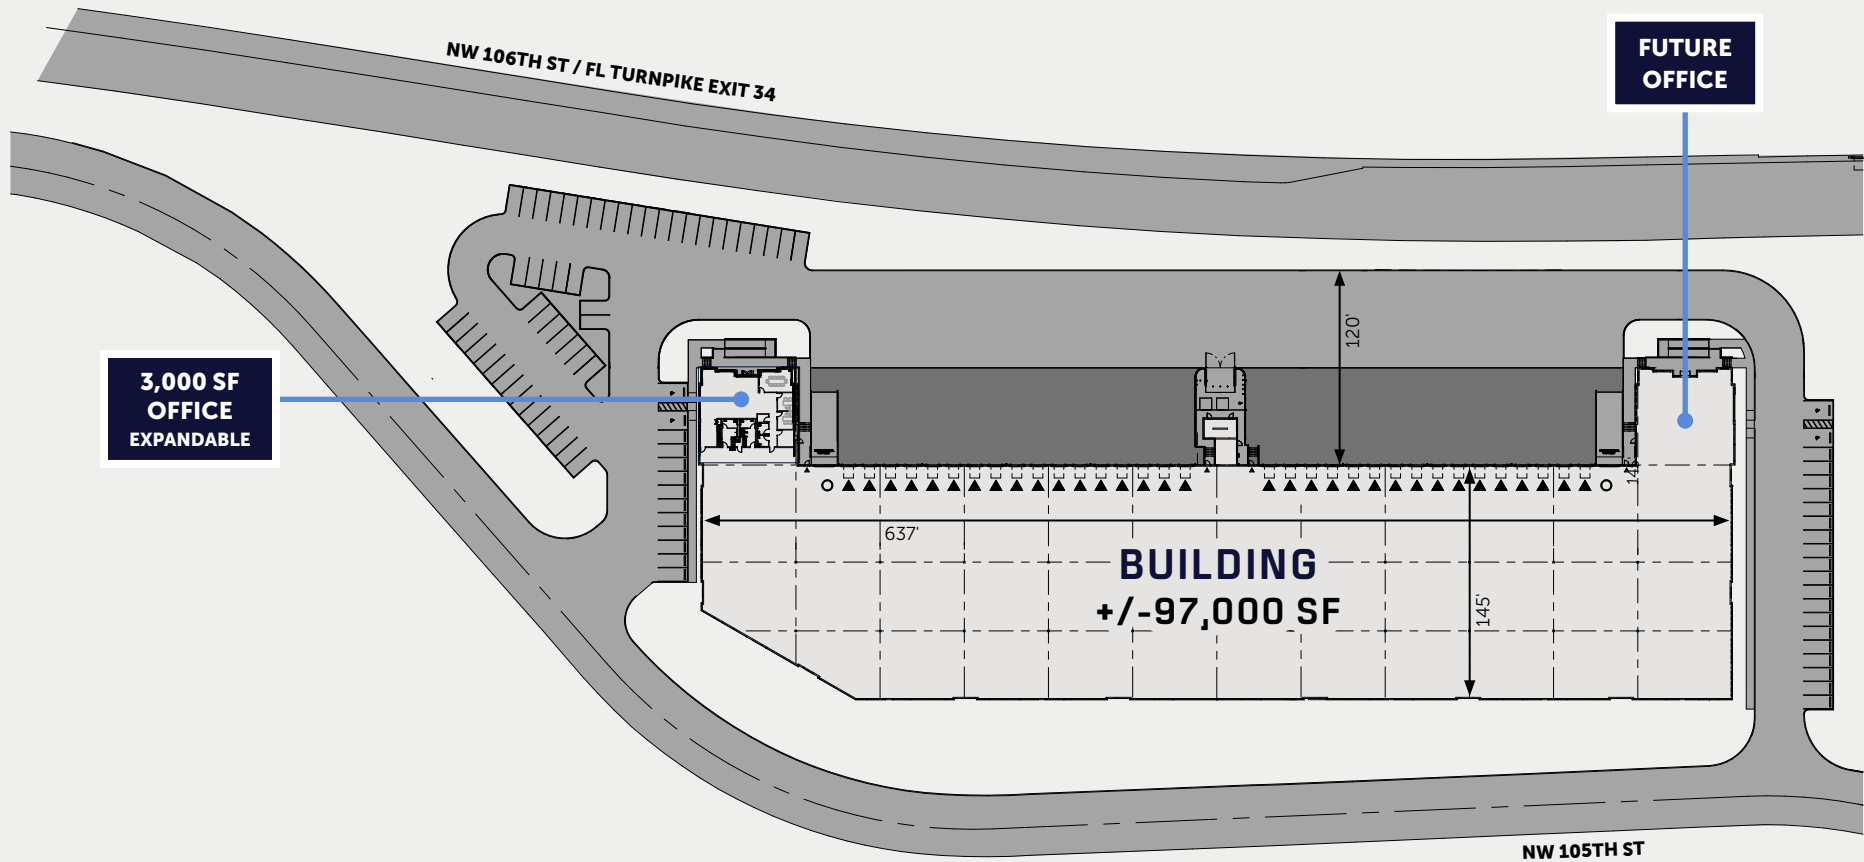 NW 106TH ST / FL TURNPIKE EXIT 34
FUTURE
OFFICE
120'
3,000 SF
OFFICE
EXPANDABLE
637'
BUILDING
+/-97,000 SF
145'
NW 105TH ST